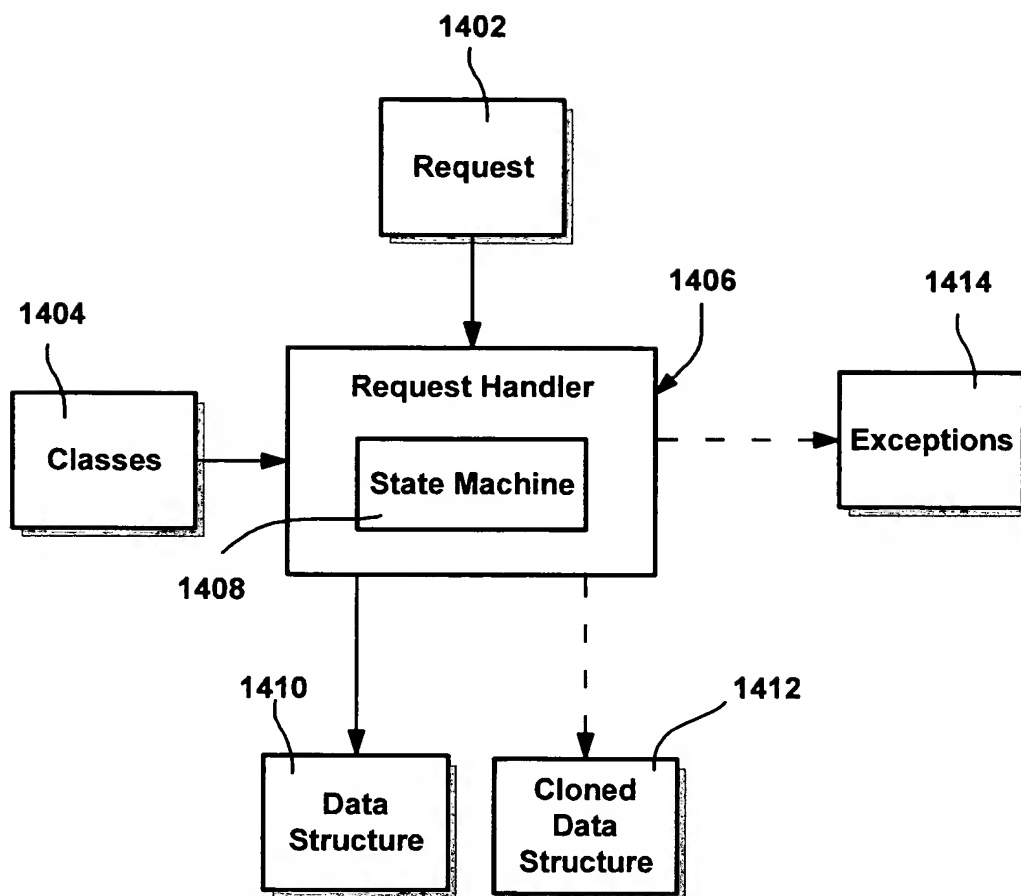 1402
Request
1404
1406
1414
Classes
Request Handler
State Machine
Exceptions
1408
1410
1412
Data
Structure
Cloned
Data
Structure